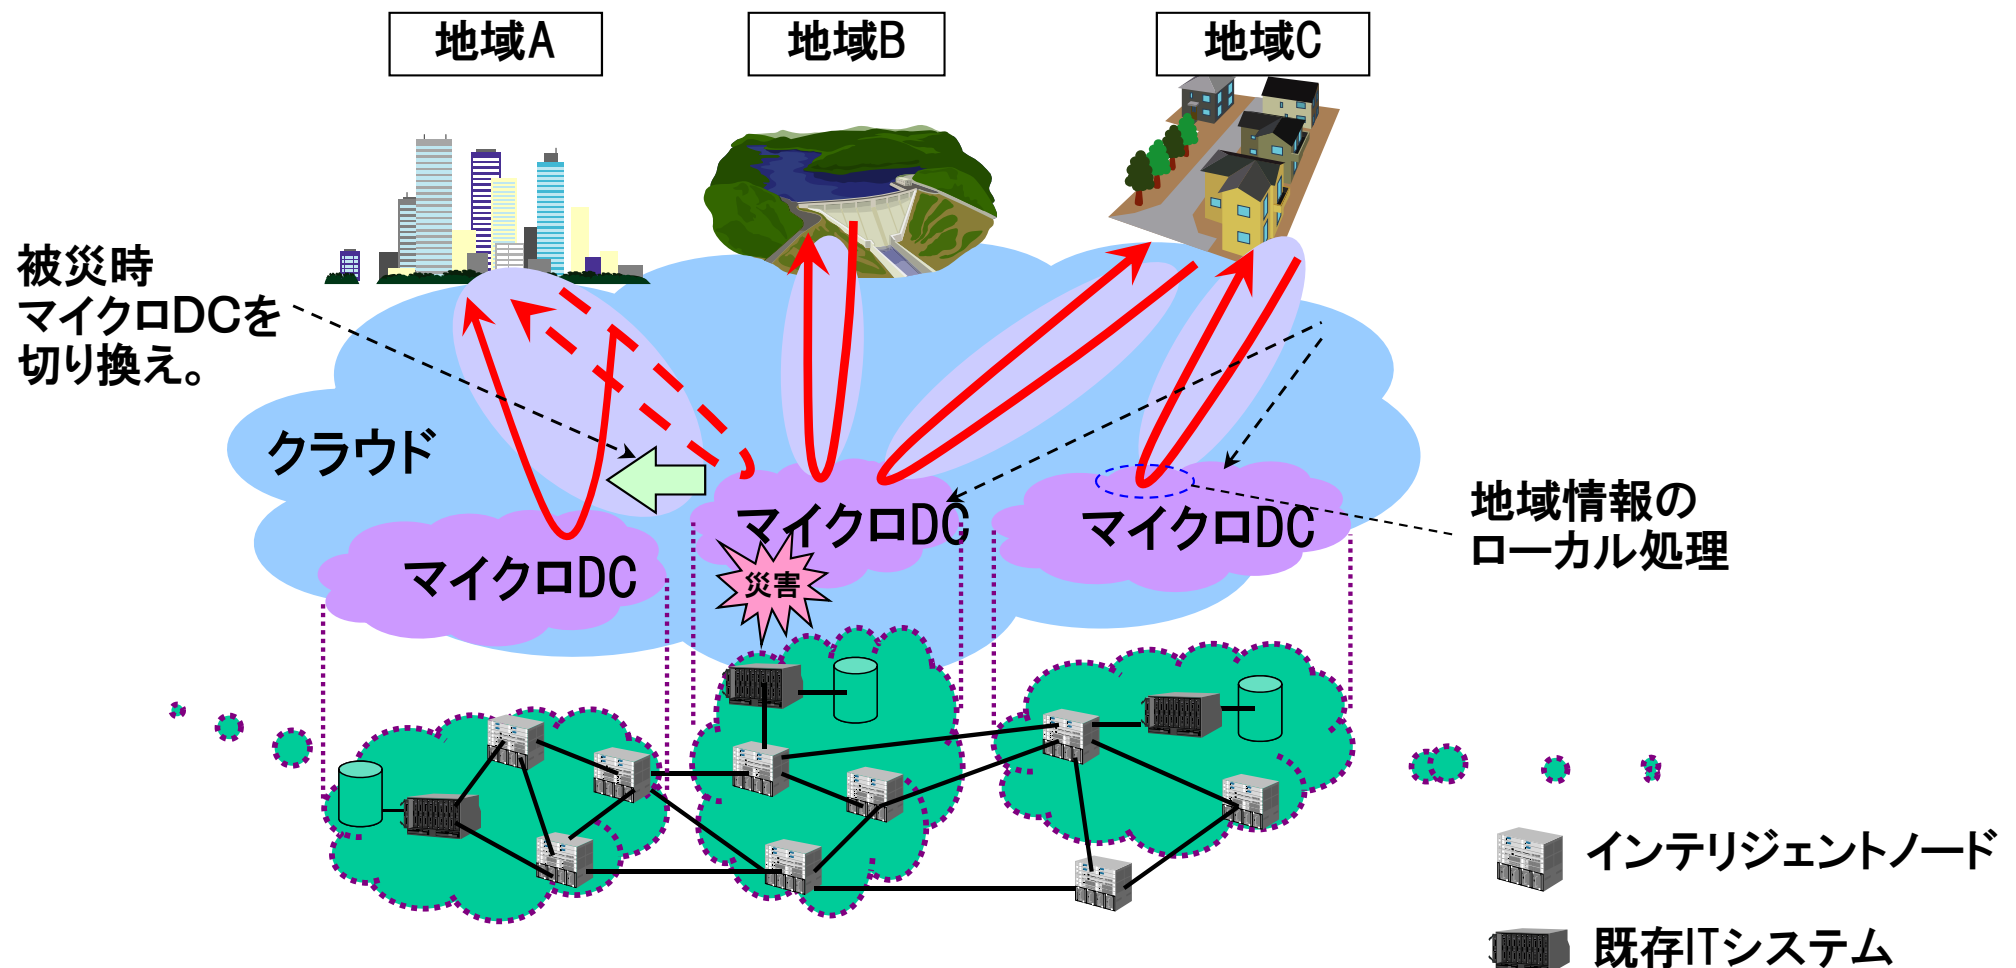 地域A
地域B
地域C
被災時
マイクロDCを
切り換え。
クラウド
マイクロDC
マイクロDC
マイクロDC
災害
地域情報の
ローカル処理
インテリジェントノード
既存ITシステム